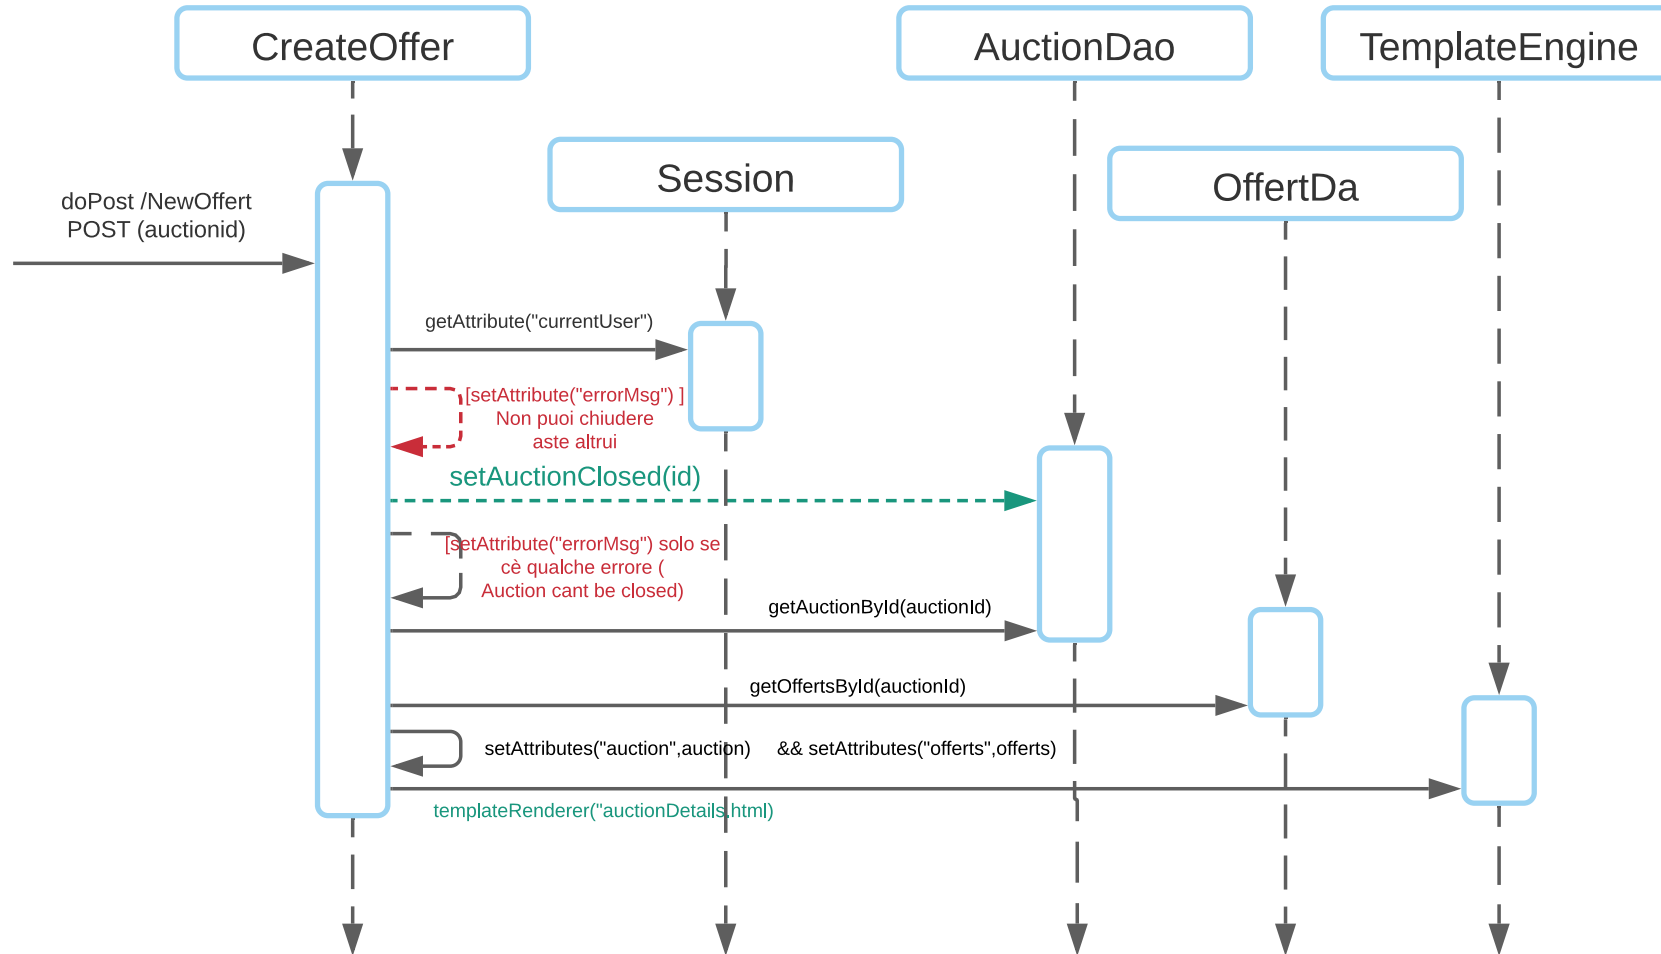 CreateOffer
AuctionDao
TemplateEngine
Session
OffertDa
doPost /NewOffert
POST (auctionid)
getAttribute("currentUser")
[setAttribute("errorMsg") ]
Non puoi chiudere
aste altrui
setAuctionClosed(id)
[setAttribute("errorMsg") solo se
cè qualche errore (
Auction cant be closed)
getAuctionById(auctionId)
getOffertsById(auctionId)
setAttributes("auction",auction) && setAttributes("offerts",offerts)
templateRenderer("auctionDetails.html)